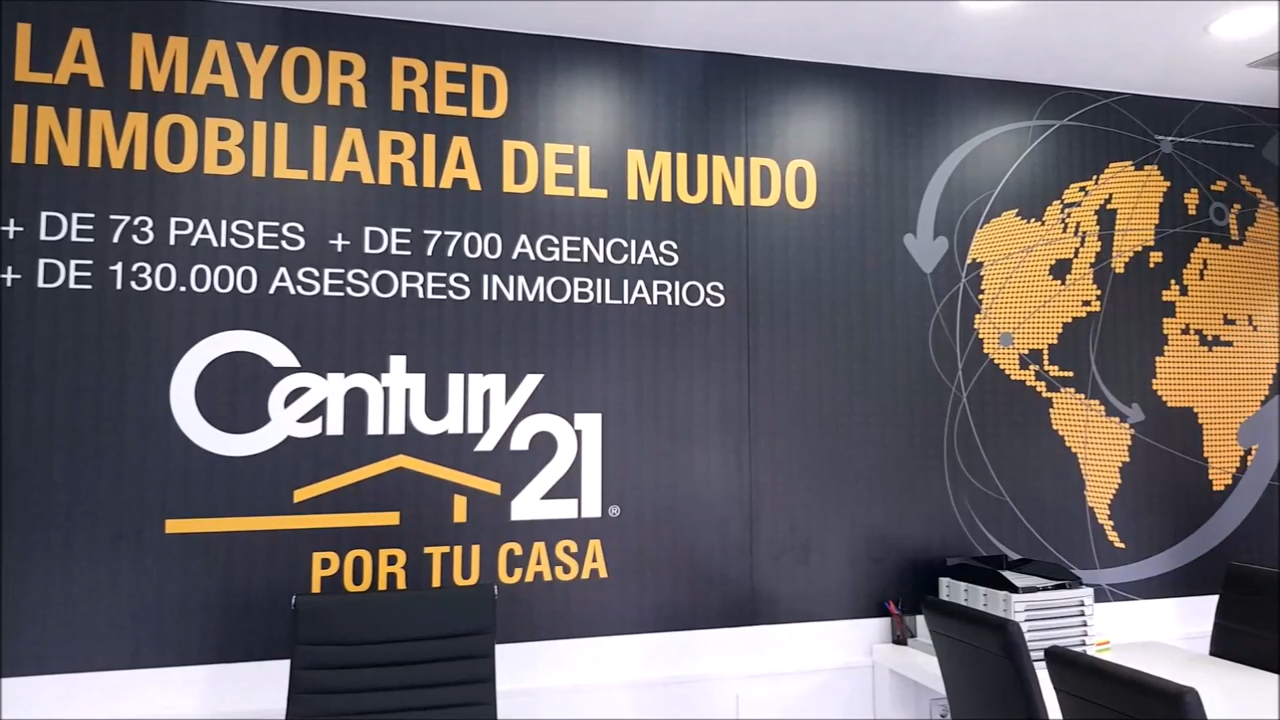 LA MAYOR RED
INMOBILIARIA DEL MUNDO
+ DE 73 PAISES + DE 7700 AGENCIAS
+ DE 130.000 ASESORES INMOBILIARIOS
Century
21®
POR TU CASA